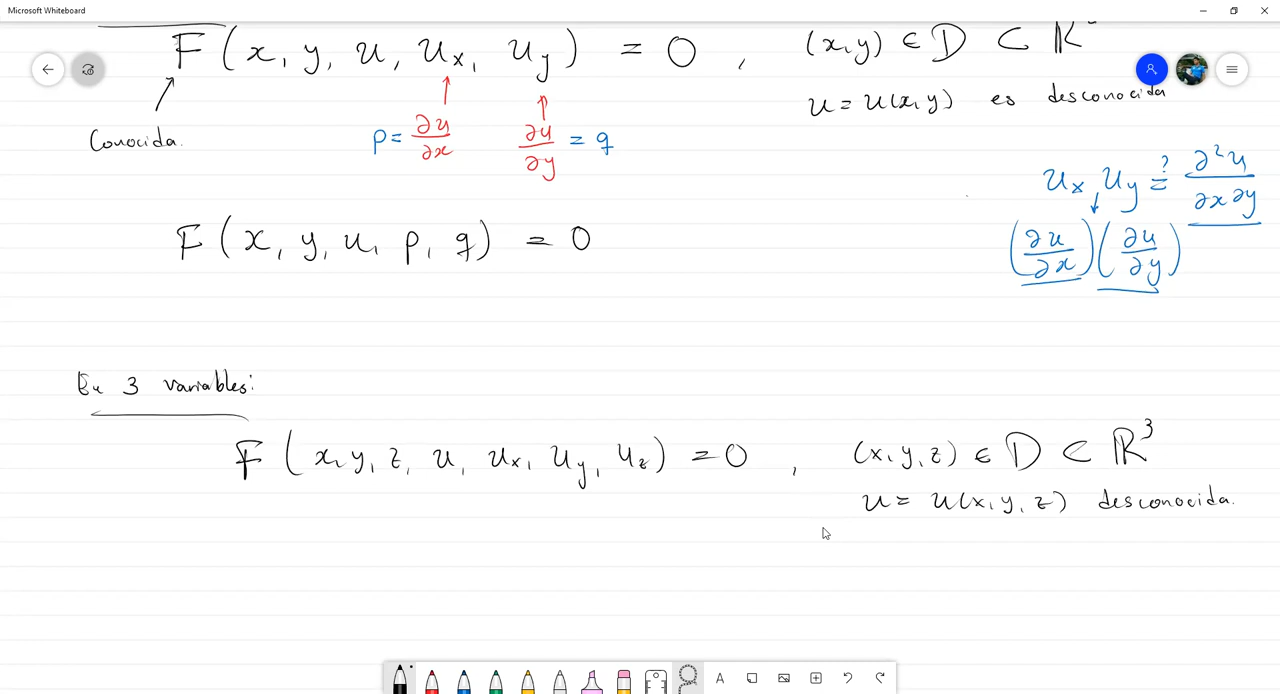 Microsoft Whiteboard
F(x, y, u, u_x, u_y) = 0 , (x,y) ∈ D ⊂ ℝ
u = u(x,y) es desconocida
Conocida.
p = ∂u/∂x
∂u/∂y = q
u_x u_y =? ∂²u/∂x∂y
(∂u/∂x)(∂u/∂y)
F(x, y, u, p, q) = 0
En 3 variables:
F(x, y, z, u, u_x, u_y, u_z) = 0 , (x, y, z) ∈ D ⊂ ℝ³
u = u(x, y, z) desconocida.
A